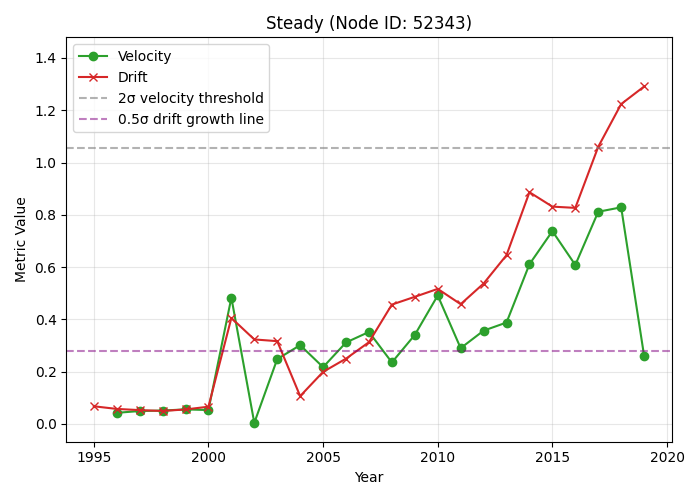 Steady (Node ID: 52343)
Velocity
Drift
2σ velocity threshold
0.5σ drift growth line
Metric Value
1.4
1.2
1.0
0.8
0.6
0.4
0.2
0.0
1995
2000
2005
2010
2015
2020
Year